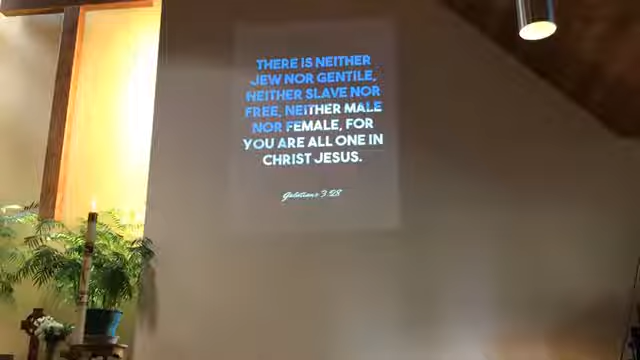 THERE IS NEITHER
JEW NOR GENTILE,
NEITHER SLAVE NOR
FREE, NEITHER MALE
NOR FEMALE, FOR
YOU ARE ALL ONE IN
CHRIST JESUS.
Galatians 3:28